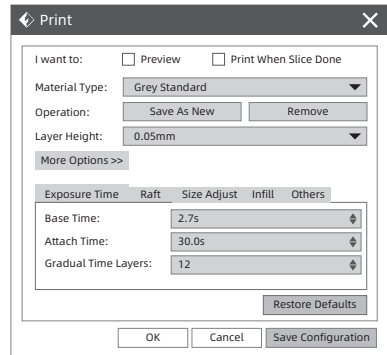 Print
I want to: Preview Print When Slice Done
Material Type: Grey Standard
Operation: Save As New Remove
Layer Height: 0.05mm
More Options >>
Exposure Time Raft Size Adjust Infill Others
Base Time: 2.7s
Attach Time: 30.0s
Gradual Time Layers: 12
Restore Defaults
OK Cancel Save Configuration